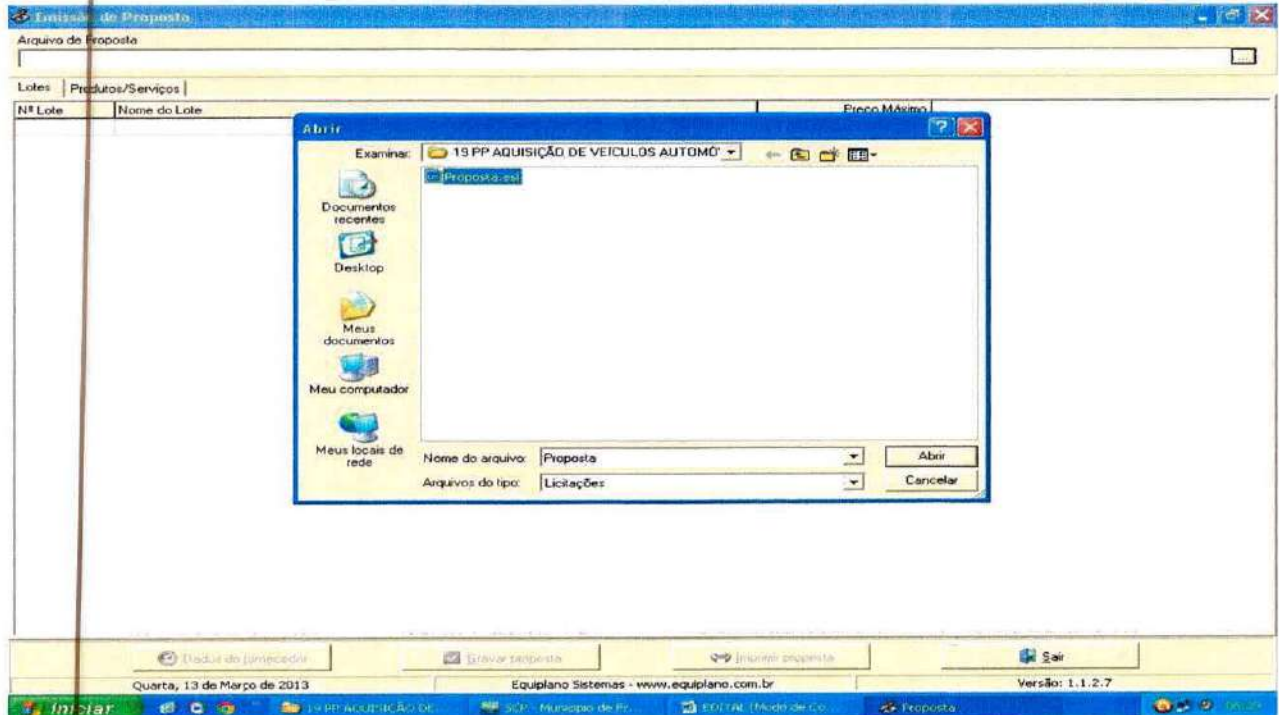 Emissão de Proposta
Arquivo de Proposta
...
Lotes Produtos/Serviços
Nº Lote Nome do Lote Preço Máximo
Abrir
Examinar: 19 PP AQUISIÇÃO DE VEICULOS AUTOMÓ
Proposta.esl
Documentos recentes
Desktop
Meus documentos
Meu computador
Meus locais de rede
Nome do arquivo: Proposta Abrir
Arquivos do tipo: Licitações Cancelar
Dados do fornecedor Gravar proposta Imprimir proposta Sair
Quarta, 13 de Março de 2013 Equiplano Sistemas - www.equiplano.com.br Versão: 1.1.2.7
Iniciar 19 PP AQUISIÇÃO DE... SCP - Municipio de Pr... EDITAL [Modo de Co... Proposta